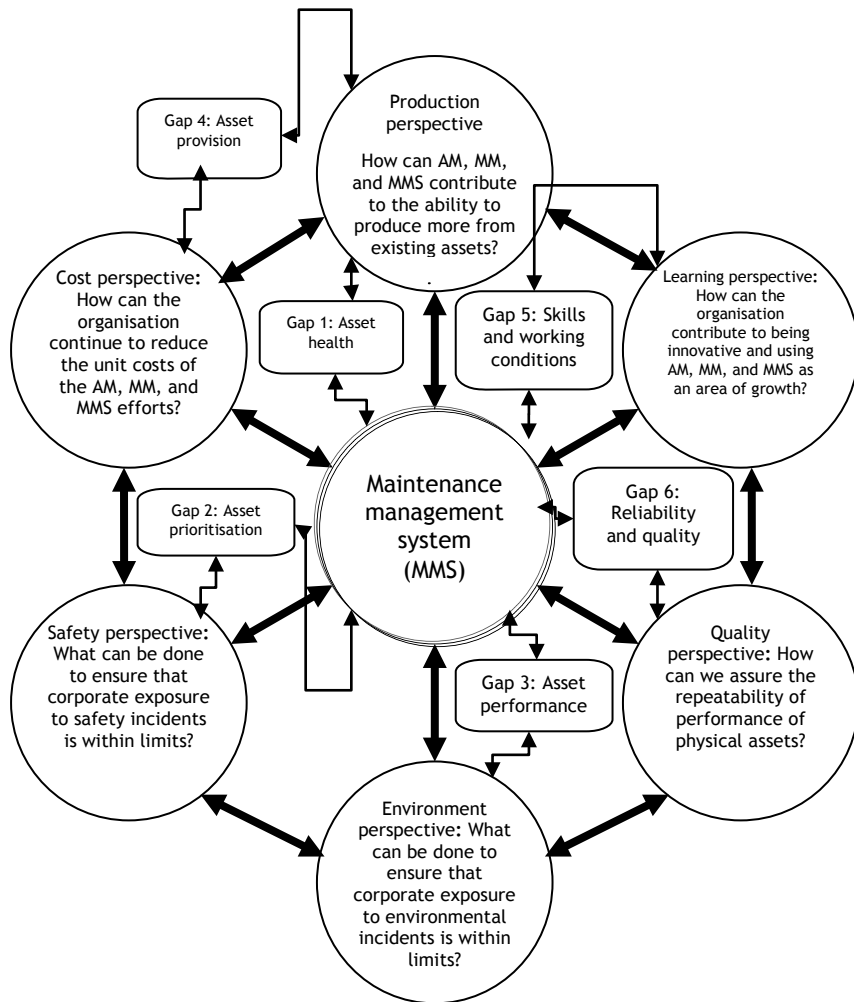 Gap 4: Asset
provision
Production
perspective
How can AM, MM,
and MMS contribute
to the ability to
produce more from
existing assets?
.
Cost perspective:
How can the
organisation
continue to reduce
the unit costs of
the AM, MM, and
MMS efforts?
Gap 1: Asset
health
Gap 5: Skills
and working
conditions
Learning perspective:
How can the
organisation
contribute to being
innovative and using
AM, MM, and MMS as
an area of growth?
Gap 2: Asset
prioritisation
Maintenance
management
system
(MMS)
Gap 6:
Reliability
and quality
Safety perspective:
What can be done
to ensure that
corporate exposure
to safety incidents
is within limits?
Gap 3: Asset
performance
Quality
perspective: How
can we assure the
repeatability of
performance of
physical assets?
Environment
perspective: What
can be done to
ensure that
corporate exposure
to environmental
incidents is within
limits?